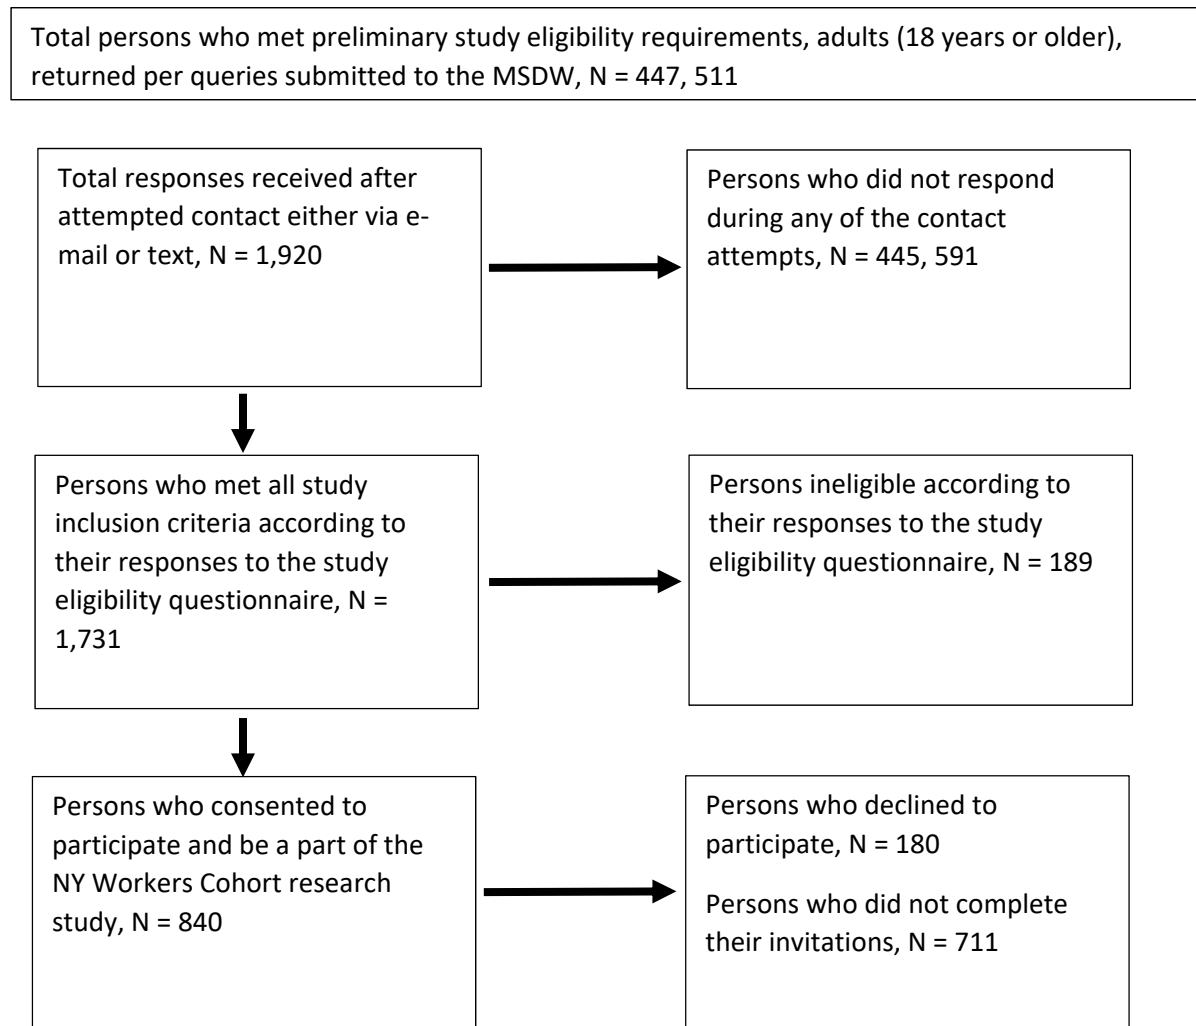 Total persons who met preliminary study eligibility requirements, adults (18 years or older),
returned per queries submitted to the MSDW, N = 447, 511
Total responses received after
attempted contact either via e-
mail or text, N = 1,920
Persons who did not respond
during any of the contact
attempts, N = 445, 591
Persons who met all study
inclusion criteria according to
their responses to the study
eligibility questionnaire, N =
1,731
Persons ineligible according to
their responses to the study
eligibility questionnaire, N = 189
Persons who consented to
participate and be a part of the
NY Workers Cohort research
study, N = 840
Persons who declined to
participate, N = 180
Persons who did not complete
their invitations, N = 711